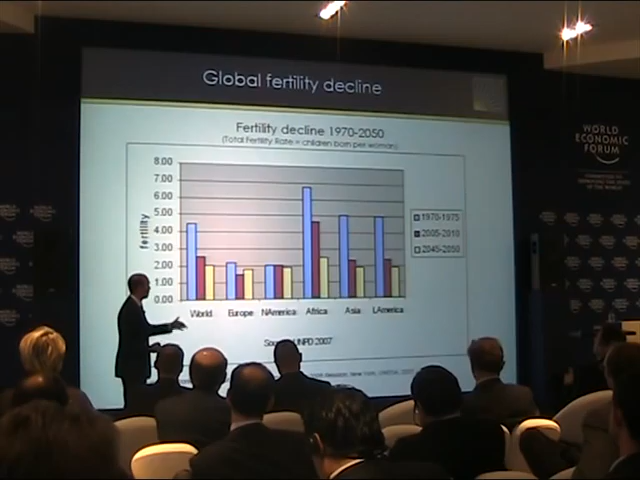 Global fertility decline
Fertility decline 1970-2050
(Total Fertility Rate = children born per woman)
8.00
7.00
6.00
5.00
4.00
3.00
2.00
1.00
0.00
fertility
World Europe NAmerica Africa Asia LAmerica
1970-1975
2005-2010
2045-2050
UNPD 2007
WORLD
ECONOMIC
FORUM